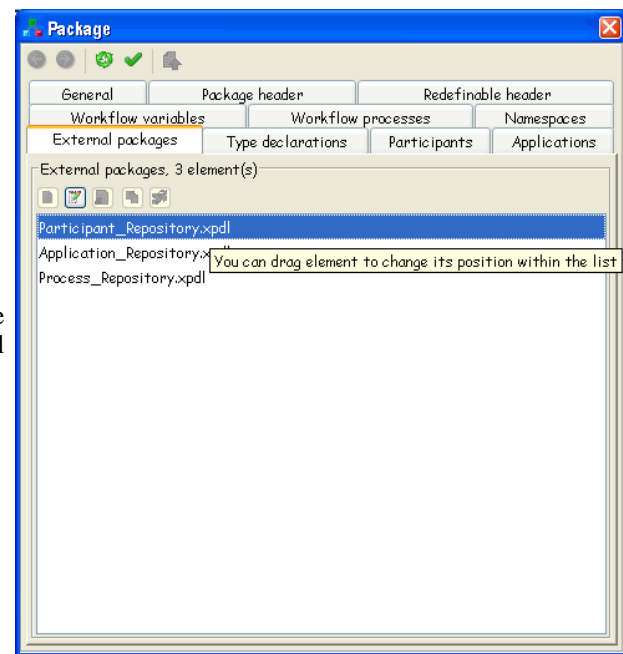 Package
General Package header Redefinable header
Workflow variables Workflow processes Namespaces
External packages Type declarations Participants Applications
External packages, 3 element(s)
Participant_Repository.xpdl
Application_Repository.x
You can drag element to change its position within the list
Process_Repository.xpdl
e
l